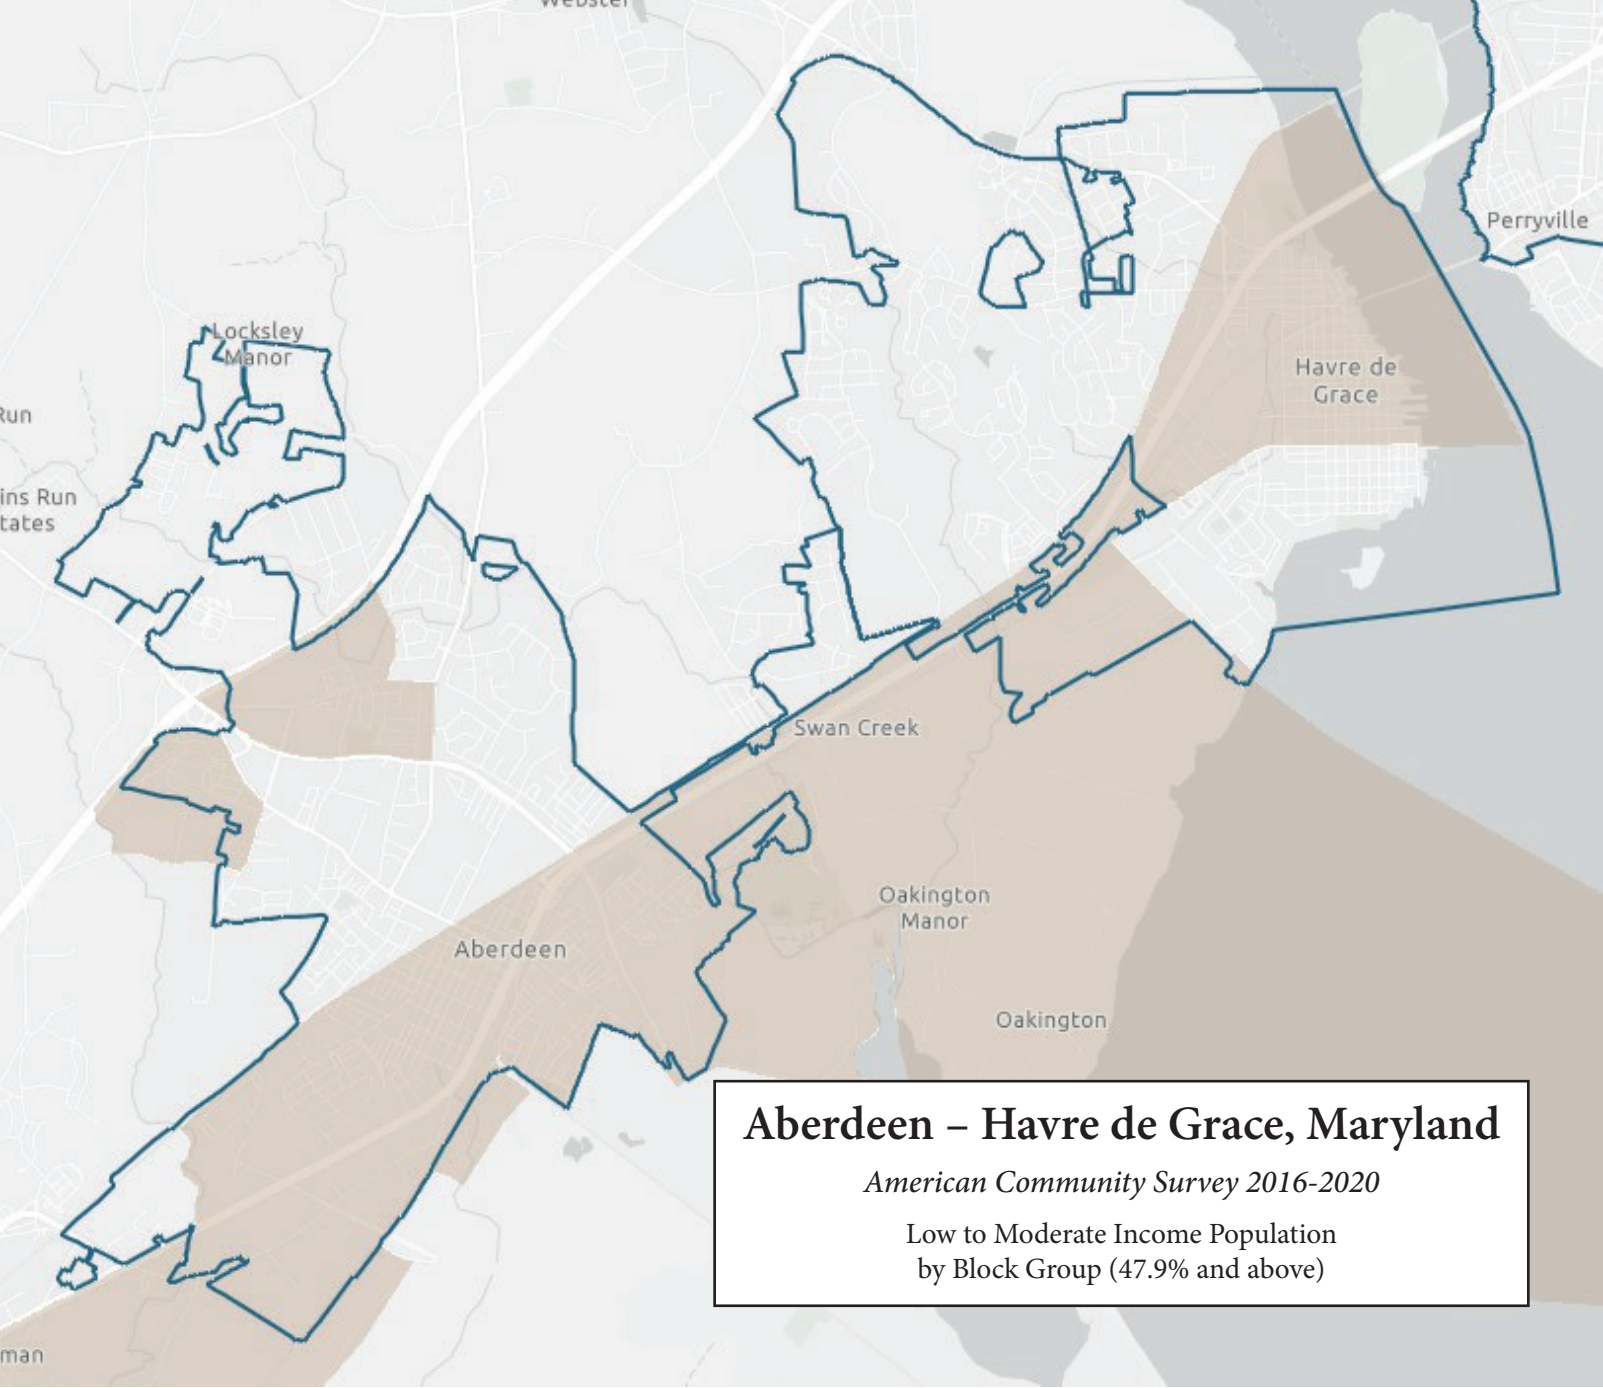 Webster
Perryville
Locksley
Manor
Run
Havre de
Grace
ins Run
tates
Swan Creek
Oakington
Manor
Aberdeen
Oakington
Aberdeen – Havre de Grace, Maryland
American Community Survey 2016-2020
Low to Moderate Income Population
by Block Group (47.9% and above)
man